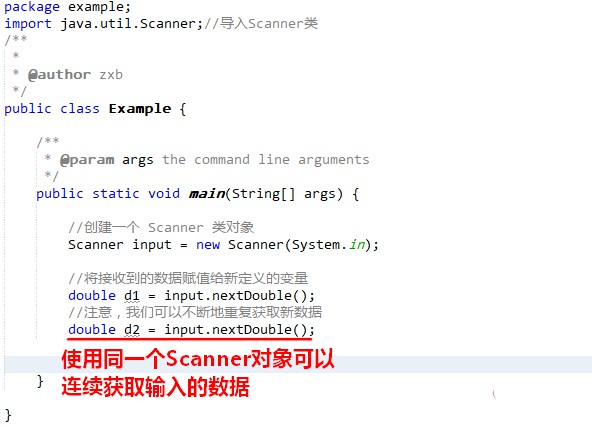 package example;
import java.util.Scanner;//导入Scanner类
/**
 *
 * @author zxb
 */
public class Example {
/**
 * @param args the command line arguments
 */
public static void main(String[] args) {
//创建一个 Scanner 类对象
Scanner input = new Scanner(System.in);
//将接收到的数据赋值给新定义的变量
double d1 = input.nextDouble();
//注意，我们可以不断地重复获取新数据
double d2 = input.nextDouble();
使用同一个Scanner对象可以
连续获取输入的数据
}
}